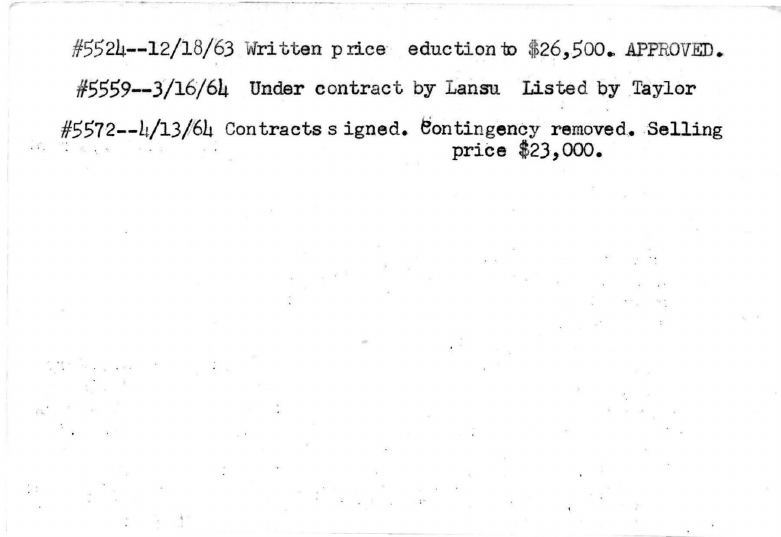 #5524--12/18/63 Written price eduction to $26,500. APPROVED.
#5559--3/16/64 Under contract by Lansu Listed by Taylor
#5572--4/13/64 Contracts s igned. Contingency removed. Selling
price $23,000.